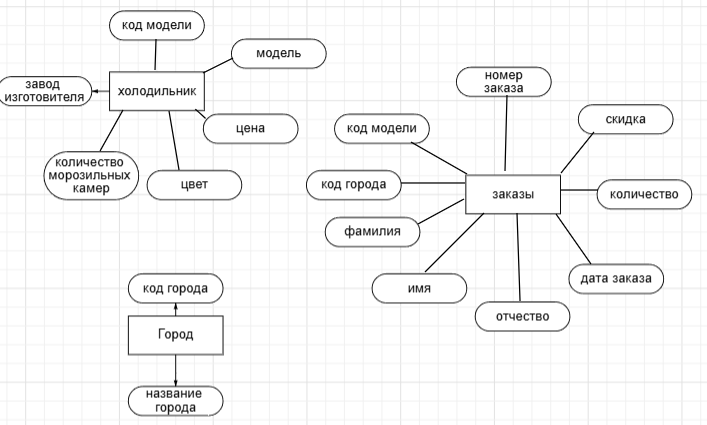 код модели
модель
завод
изготовителя
холодильник
цена
количество
морозильных
камер
цвет
номер
заказа
скидка
код модели
код города
заказы
количество
фамилия
имя
отчество
дата заказа
код города
Город
название
города